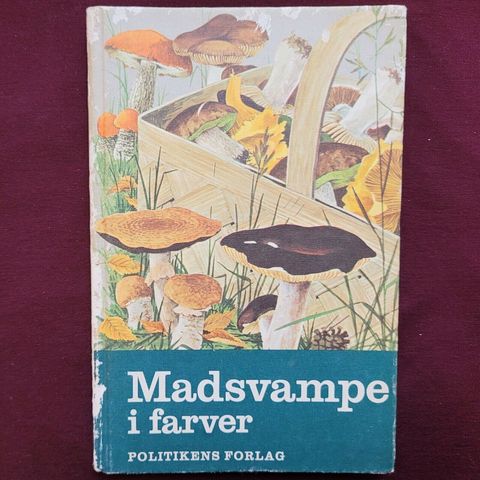 Madsvampe
i farver
POLITIKENS FORLAG